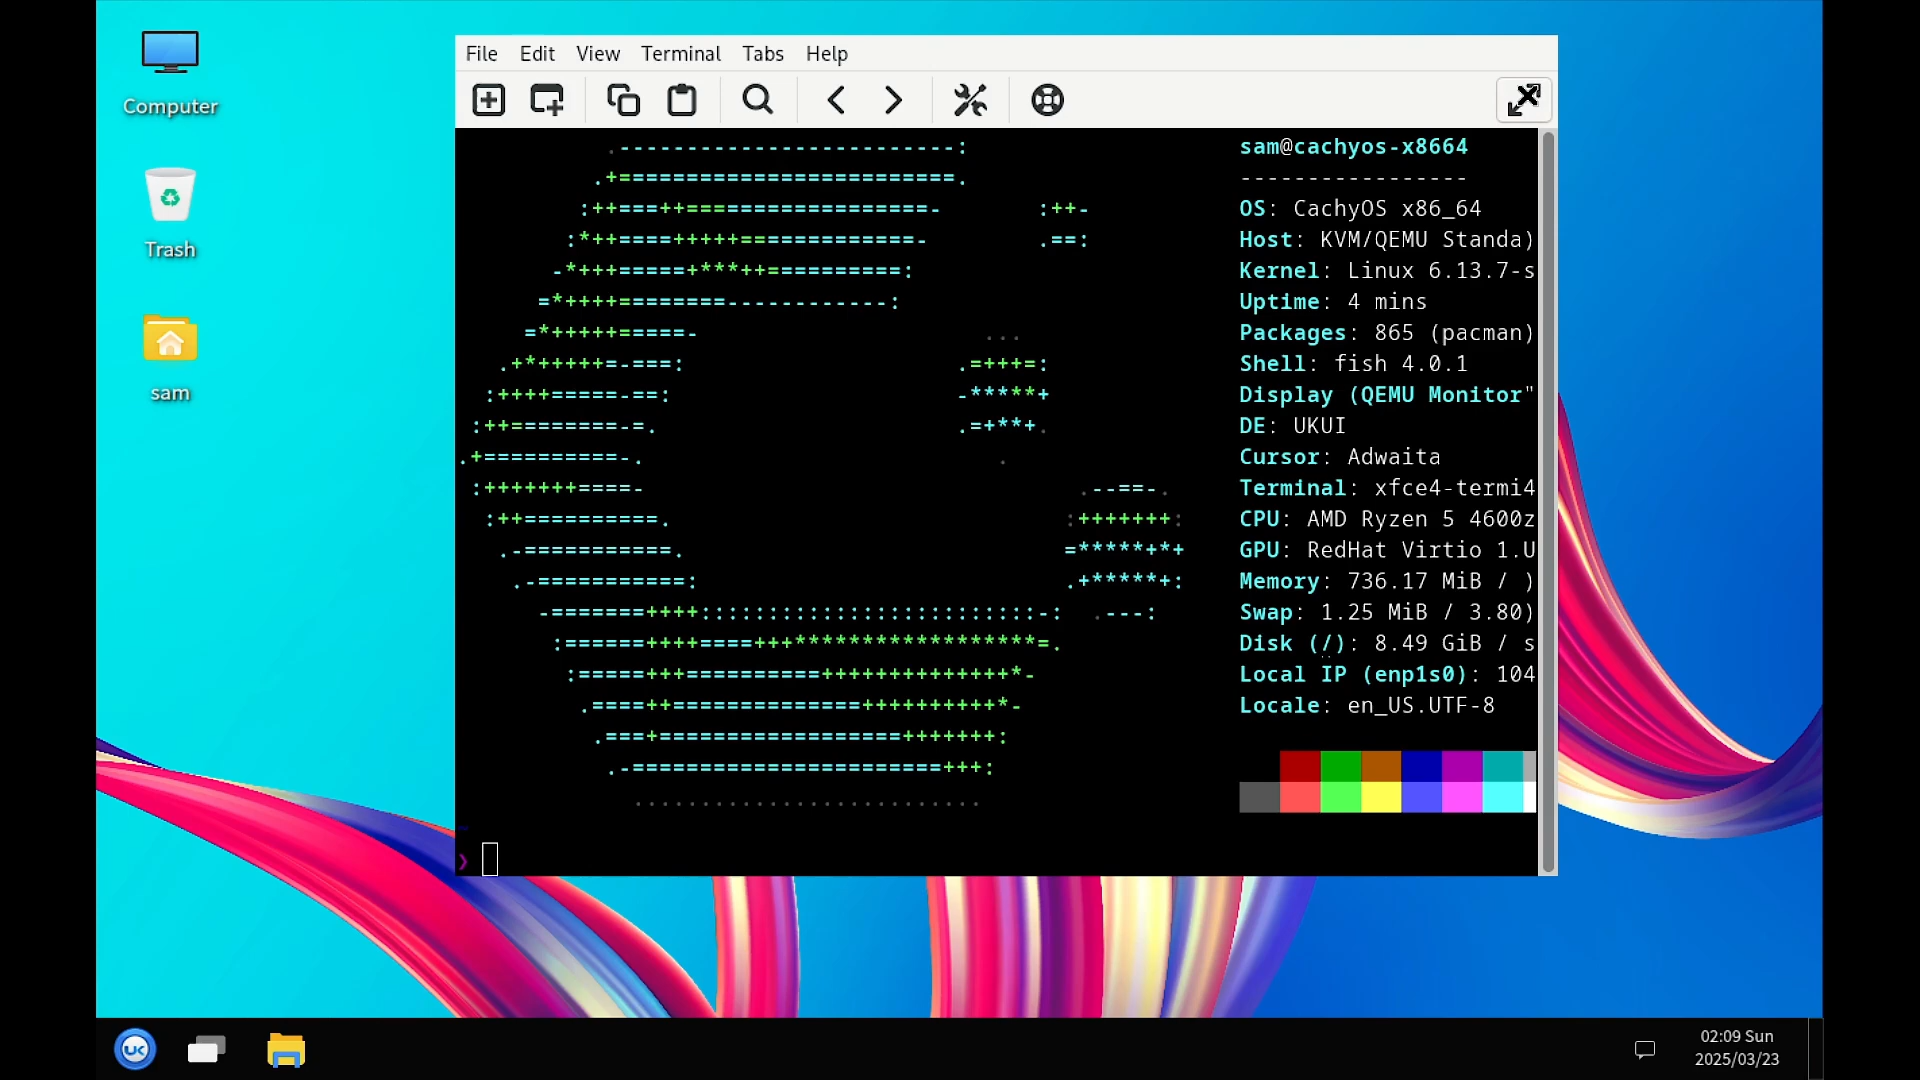 Computer
Trash
sam
File Edit View Terminal Tabs Help
sam@cachyos-x8664
-----------------
OS: CachyOS x86_64
Host: KVM/QEMU Standa)
Kernel: Linux 6.13.7-s
Uptime: 4 mins
Packages: 865 (pacman)
Shell: fish 4.0.1
Display (QEMU Monitor"
DE: UKUI
Cursor: Adwaita
Terminal: xfce4-termi4
CPU: AMD Ryzen 5 4600z
GPU: RedHat Virtio 1.U
Memory: 736.17 MiB / )
Swap: 1.25 MiB / 3.80)
Disk (/): 8.49 GiB / s
Local IP (enp1s0): 104
Locale: en_US.UTF-8
❯
UK
02:09 Sun
2025/03/23